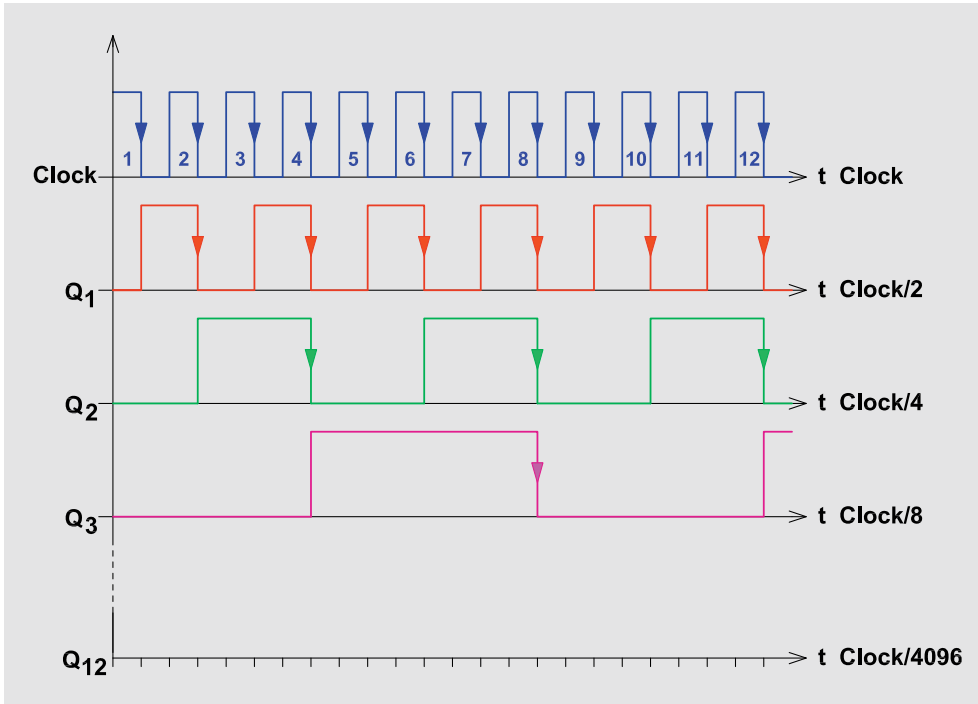 1 2 3 4 5 6 7 8 9 10 11 12
Clock t Clock
Q1 t Clock/2
Q2 t Clock/4
Q3 t Clock/8
Q12 t Clock/4096